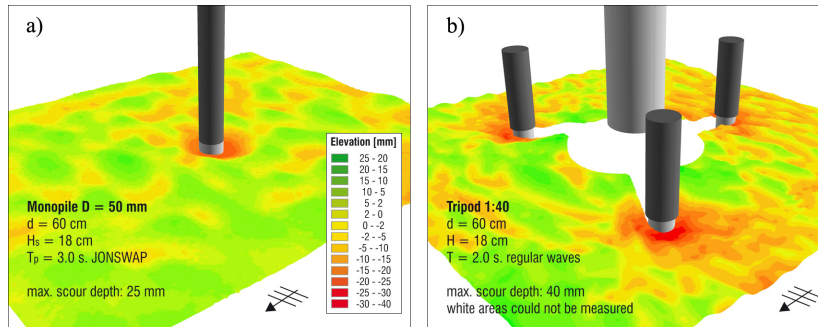 a)
Monopile D = 50 mm
d = 60 cm
Hs = 18 cm
Tp = 3.0 s. JONSWAP
max. scour depth: 25 mm
Elevation [mm]
25 - 20
20 - 15
15 - 10
10 - 5
5 - 2
2 - 0
0 - -2
-2 - -5
-5 - -10
-10 - -15
-15 - -20
-20 - -25
-25 - -30
-30 - -40
b)
Tripod 1:40
d = 60 cm
H = 18 cm
T = 2.0 s. regular waves
max. scour depth: 40 mm
white areas could not be measured